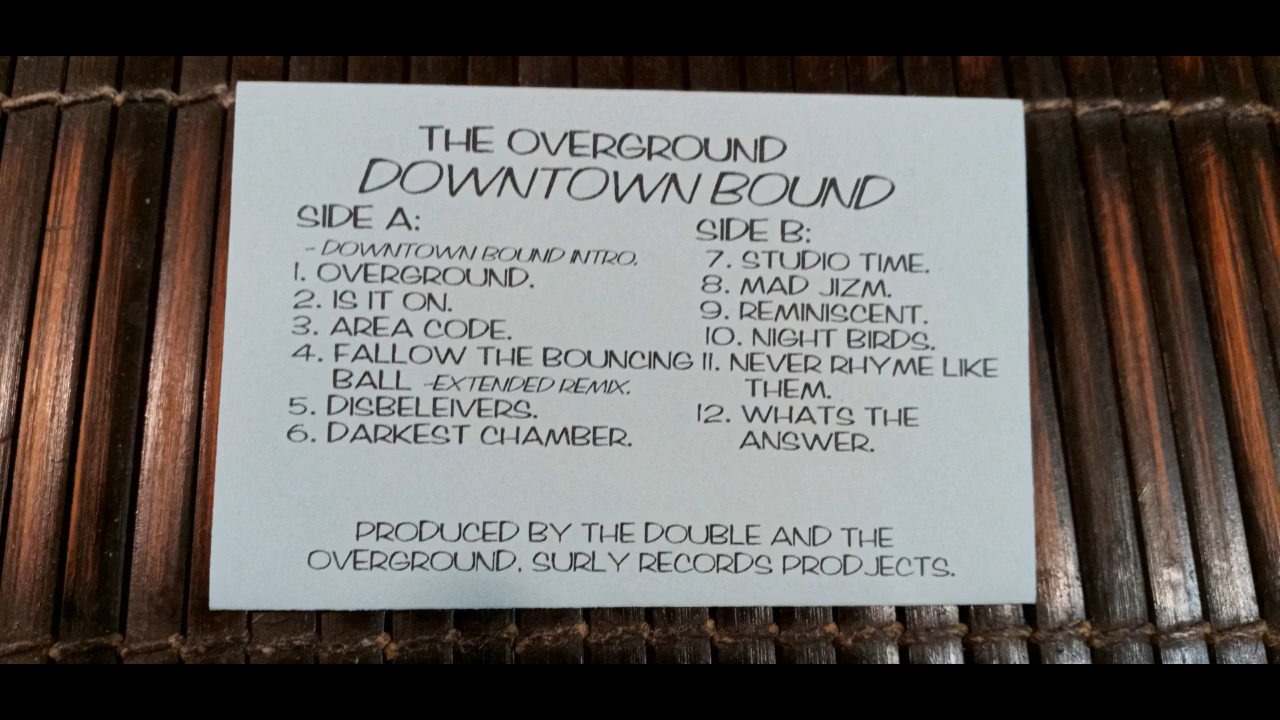 THE OVERGROUND
DOWNTOWN BOUND
SIDE A:
- DOWNTOWN BOUND INTRO.
1. OVERGROUND.
2. IS IT ON.
3. AREA CODE.
4. FALLOW THE BOUNCING
BALL -EXTENDED REMIX.
5. DISBELEIVERS.
6. DARKEST CHAMBER.
SIDE B:
7. STUDIO TIME.
8. MAD JIZM.
9. REMINISCENT.
10. NIGHT BIRDS.
11. NEVER RHYME LIKE
THEM.
12. WHATS THE
ANSWER.
PRODUCED BY THE DOUBLE AND THE
OVERGROUND. SURLY RECORDS PRODJECTS.